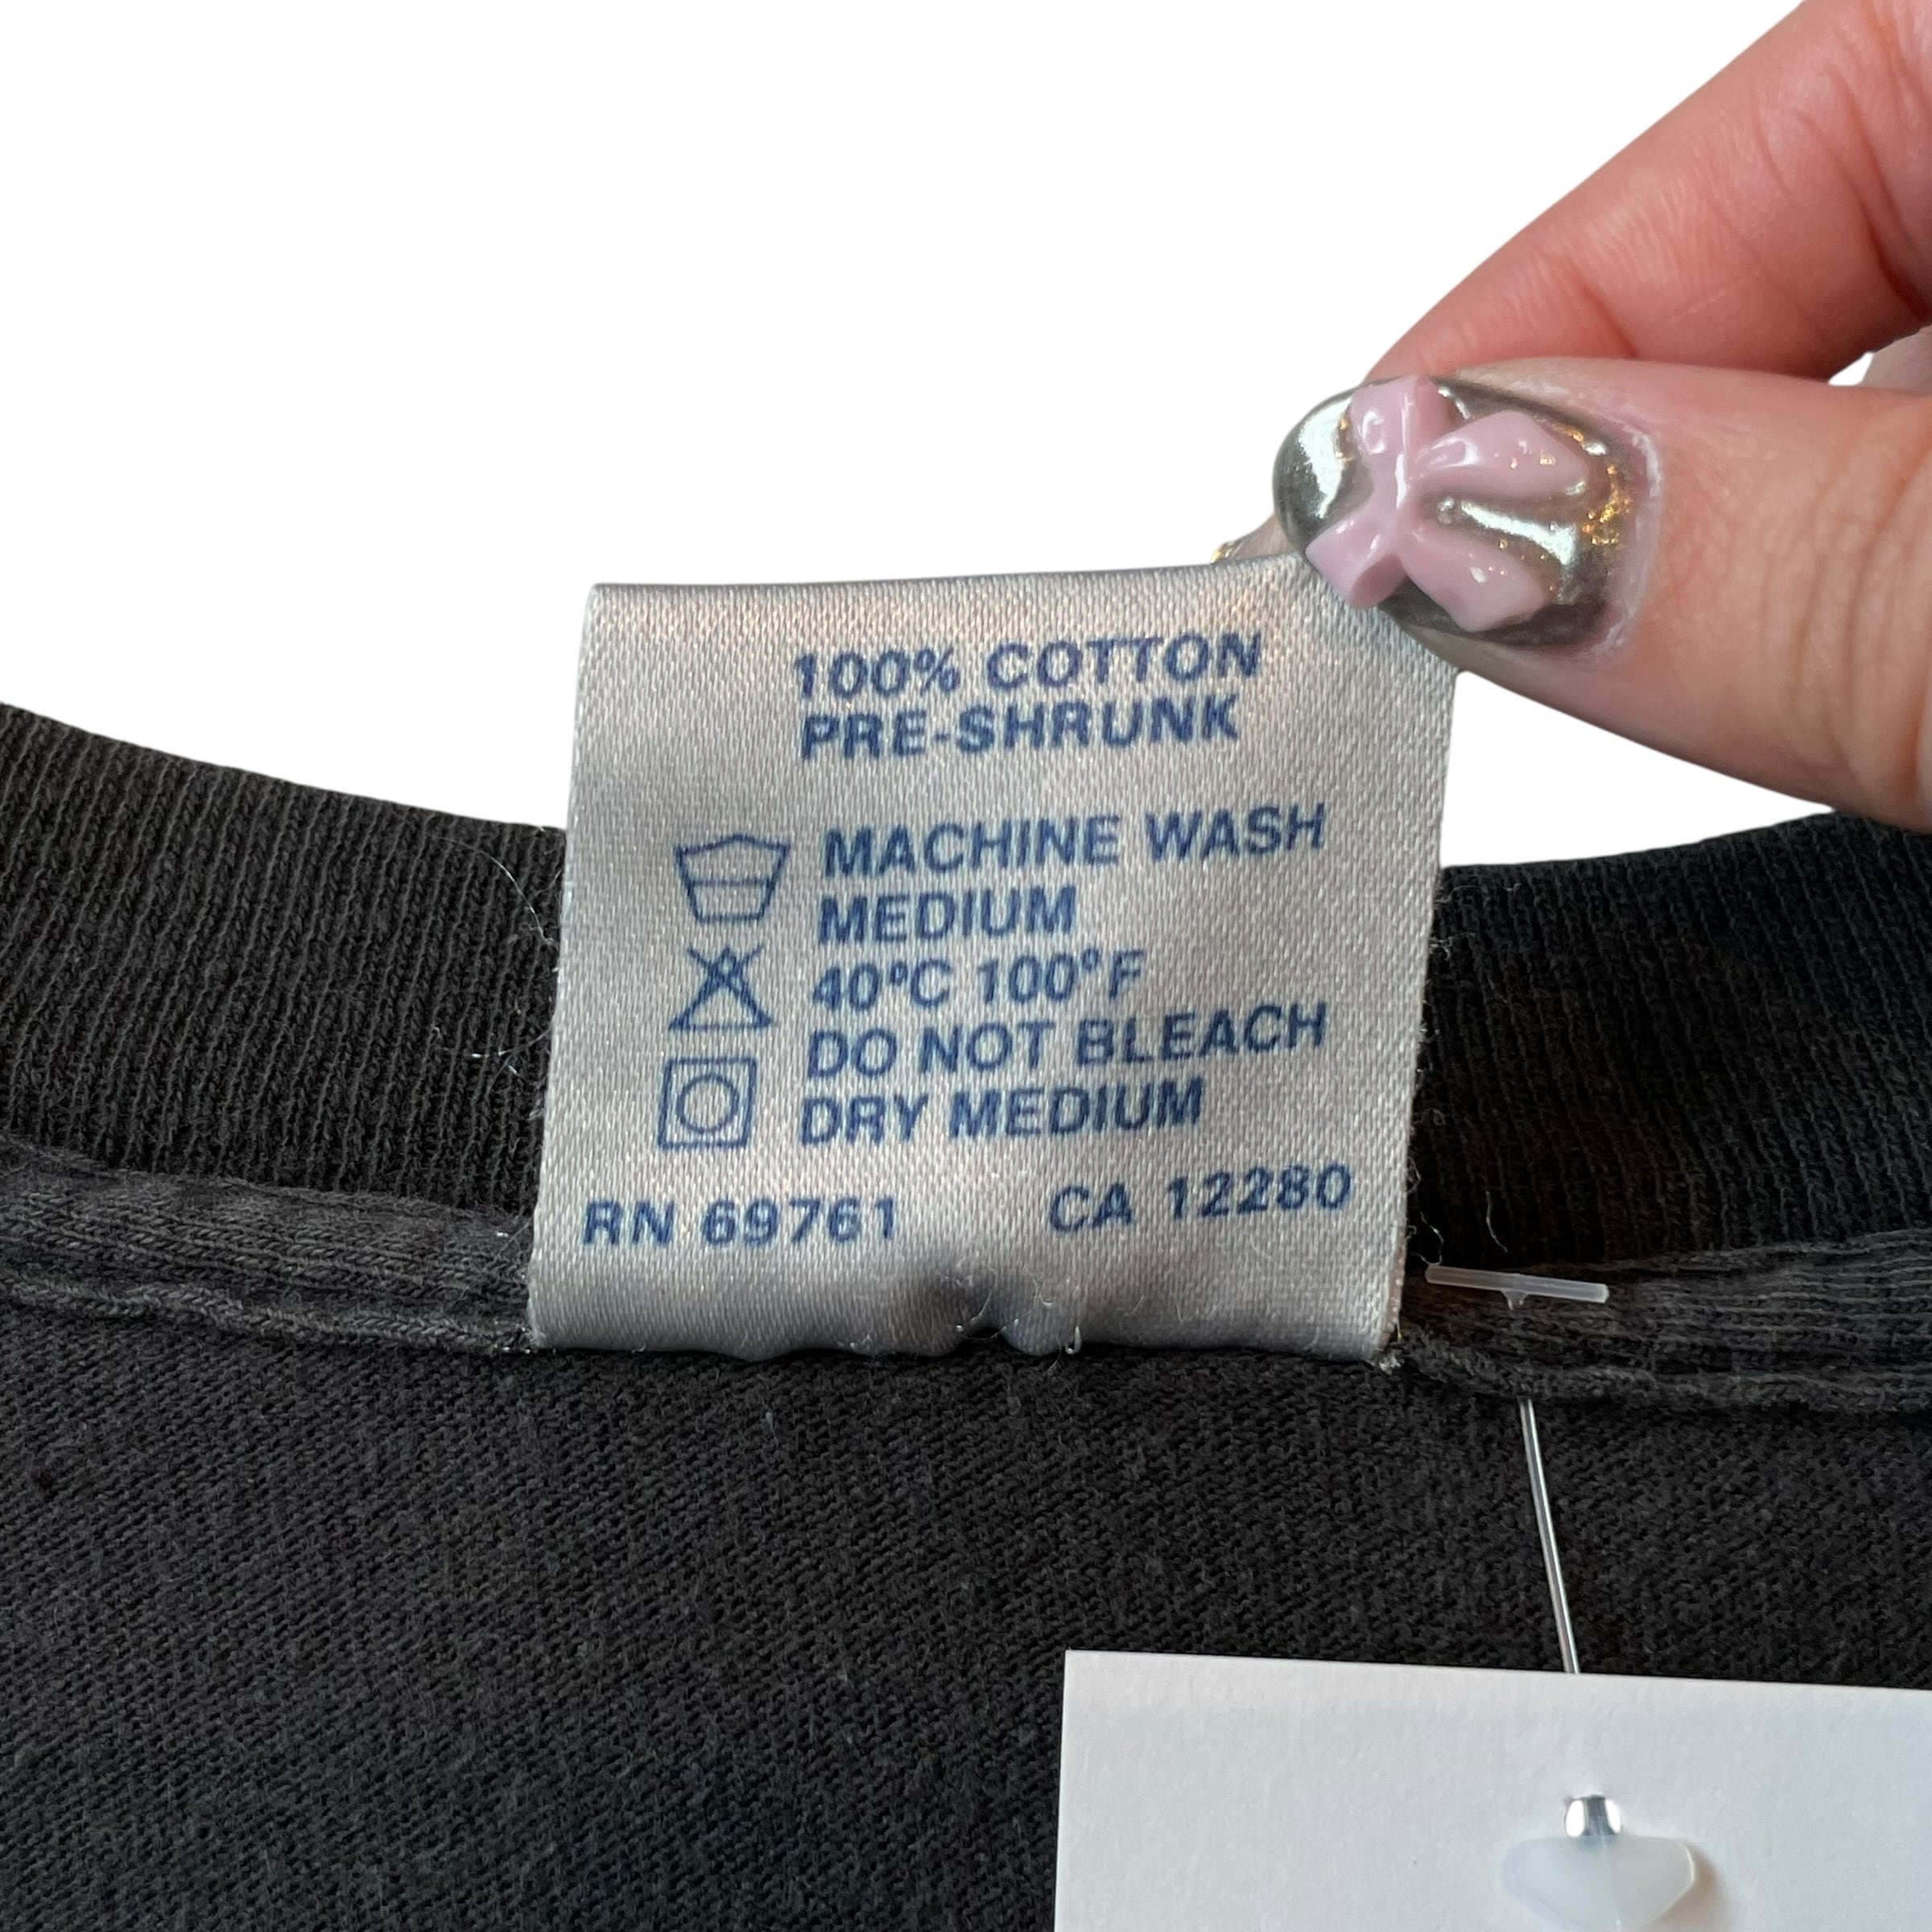 100% COTTON
PRE-SHRUNK
MACHINE WASH
MEDIUM
40°C 100°F
DO NOT BLEACH
DRY MEDIUM
RN 69761 CA 12280